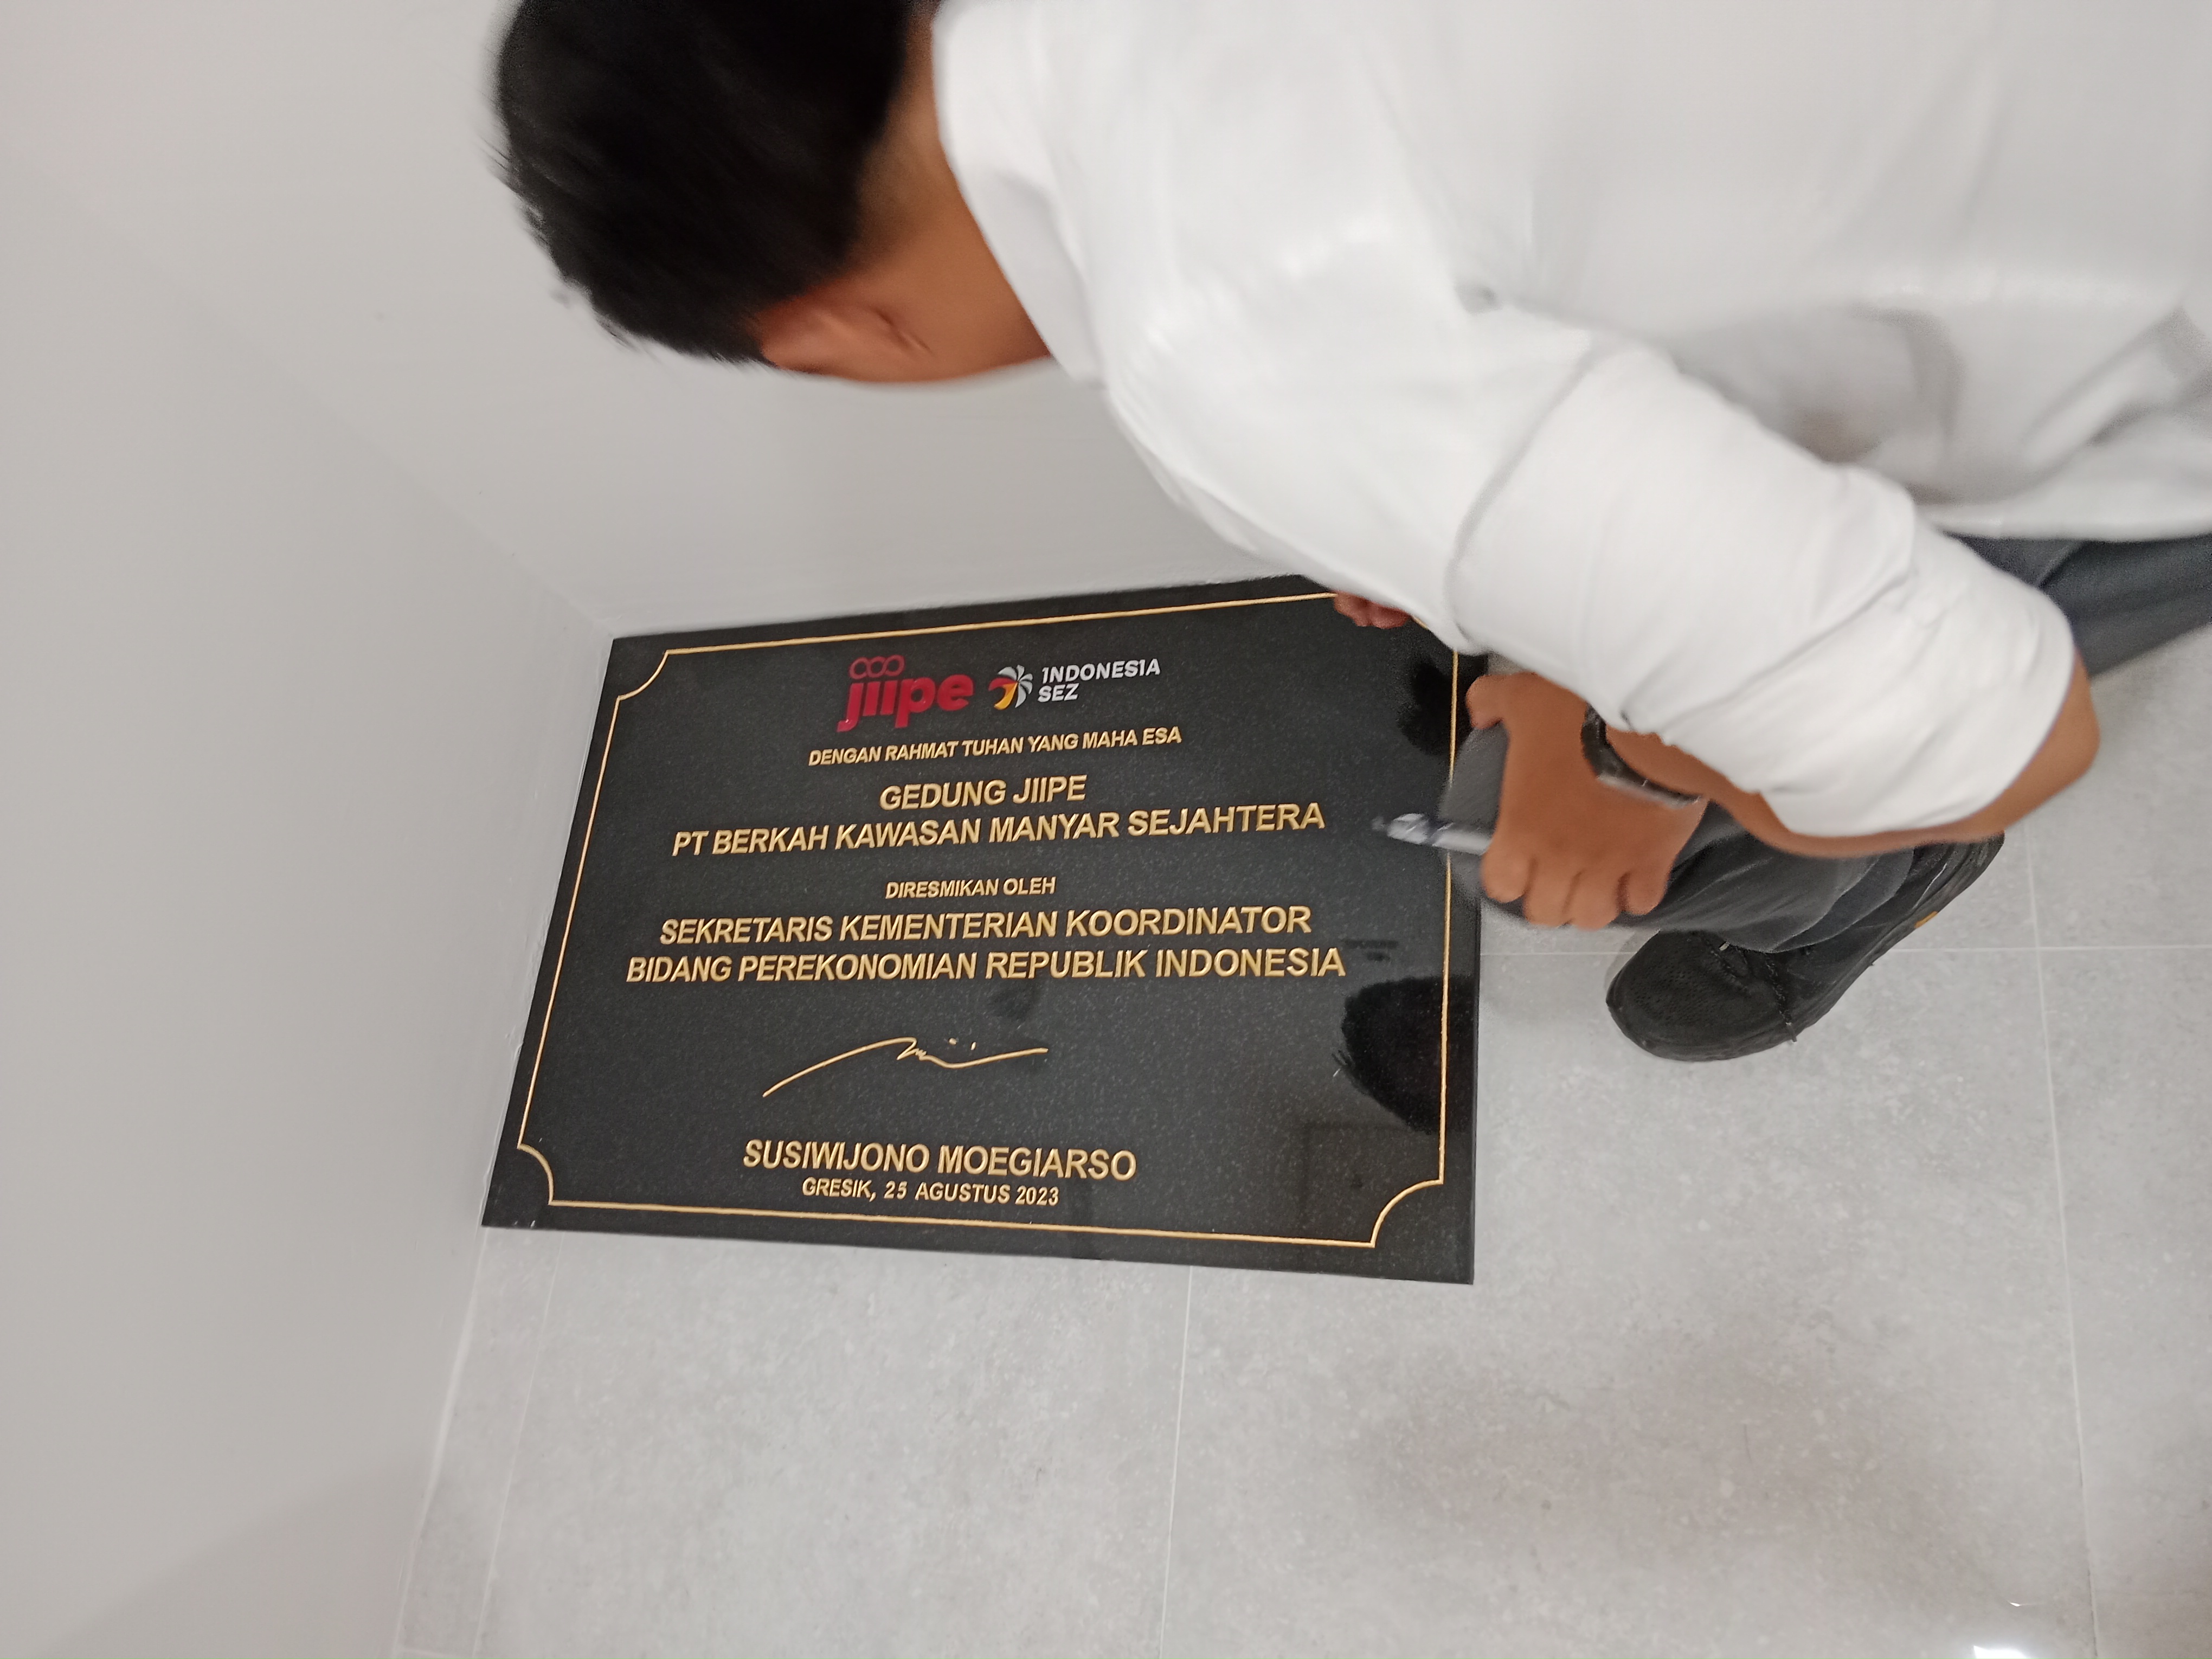 jiipe
INDONESIA
SEZ
DENGAN RAHMAT TUHAN YANG MAHA ESA
GEDUNG JIIPE
PT BERKAH KAWASAN MANYAR SEJAHTERA
DIRESMIKAN OLEH
SEKRETARIS KEMENTERIAN KOORDINATOR
BIDANG PEREKONOMIAN REPUBLIK INDONESIA
SUSIWIJONO MOEGIARSO
GRESIK, 25 AGUSTUS 2023